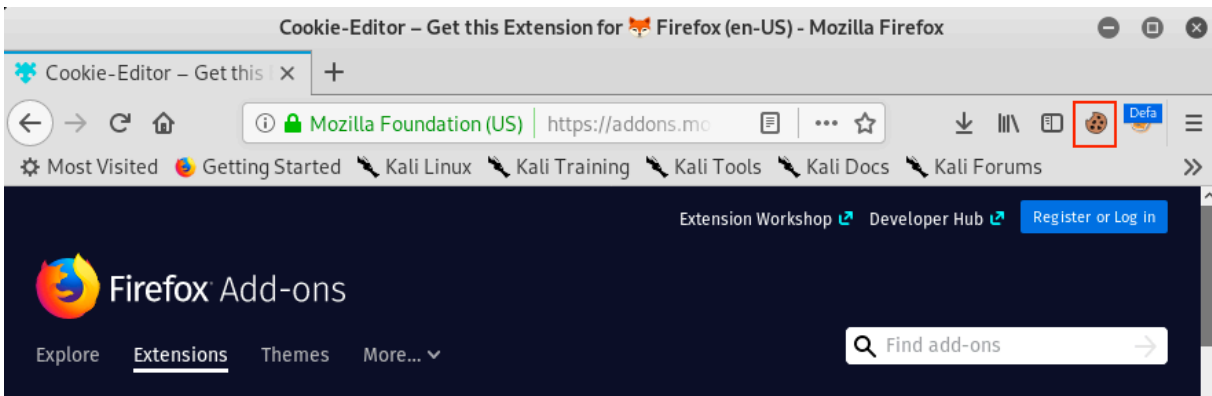 Cookie-Editor – Get this Extension for 🦊 Firefox (en-US) - Mozilla Firefox
Cookie-Editor – Get this
Mozilla Foundation (US) https://addons.mo
Defa
Most Visited Getting Started Kali Linux Kali Training Kali Tools Kali Docs Kali Forums
Extension Workshop Developer Hub Register or Log in
Firefox Add-ons
Explore Extensions Themes More...
Find add-ons